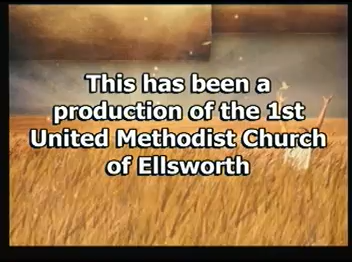 This has been a
production of the 1st
United Methodist Church
of Ellsworth